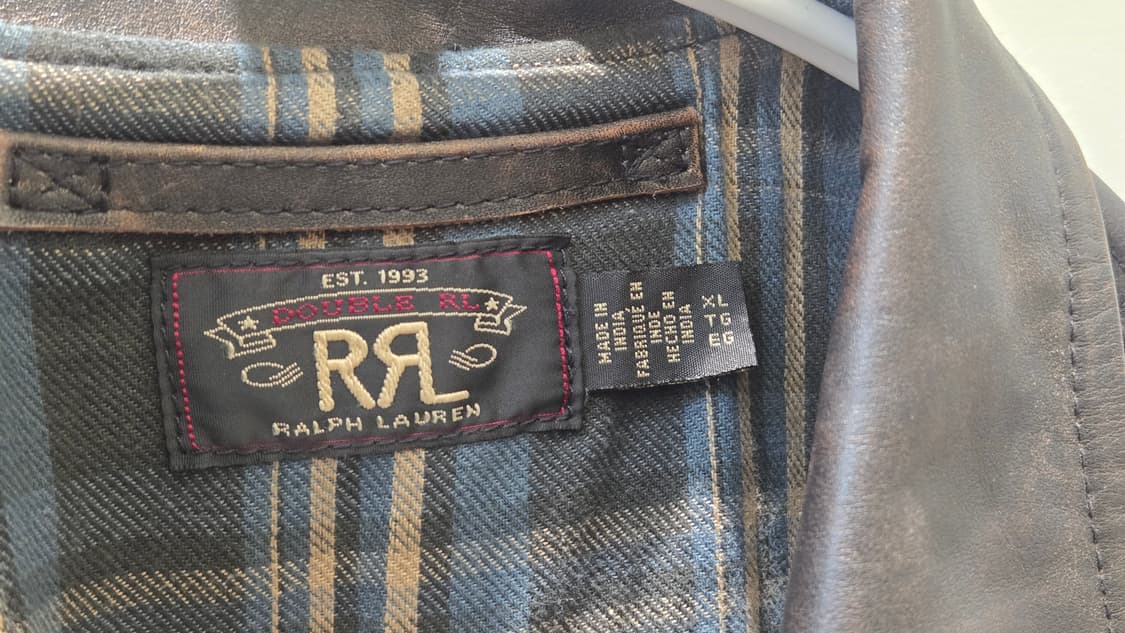 EST. 1993
DOUBLE RL
RRL
RALPH LAUREN
MADE IN
INDIA,
FABRIQUE EN
INDE
HECHO EN
INDIA
XL
TG
EG